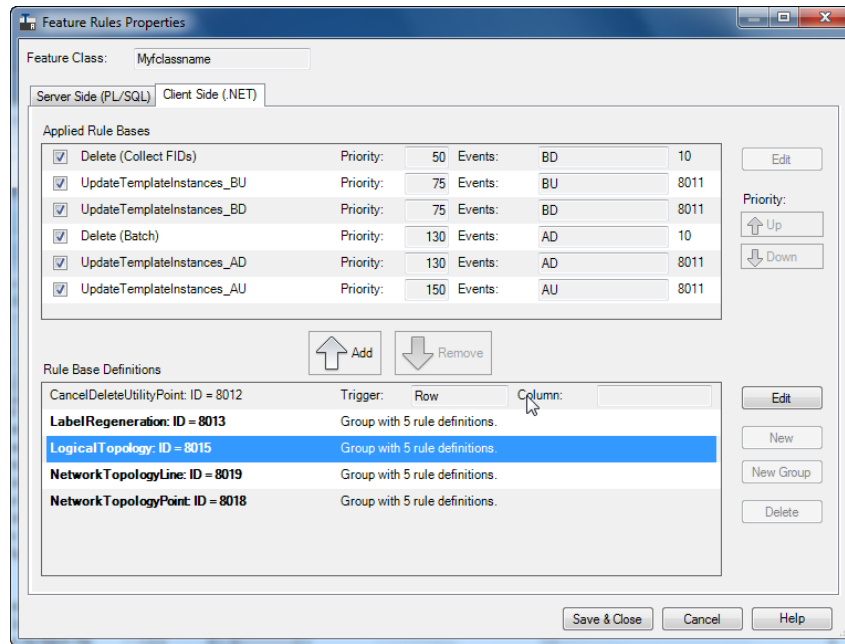 Feature Rules Properties
Feature Class: Myfclassname
Server Side (PL/SQL) Client Side (.NET)
Applied Rule Bases
Delete (Collect FIDs) Priority: 50 Events: BD 10 Edit
UpdateTemplateInstances_BU Priority: 75 Events: BU 8011
Priority:
UpdateTemplateInstances_BD Priority: 75 Events: BD 8011
Up
Delete (Batch) Priority: 130 Events: AD 10
Down
UpdateTemplateInstances_AD Priority: 130 Events: AD 8011
UpdateTemplateInstances_AU Priority: 150 Events: AU 8011
Add Remove
Rule Base Definitions
CancelDeleteUtilityPoint: ID = 8012 Trigger: Row Column: Edit
LabelRegeneration: ID = 8013 Group with 5 rule definitions.
New
LogicalTopology: ID = 8015 Group with 5 rule definitions.
NetworkTopologyLine: ID = 8019 Group with 5 rule definitions. New Group
NetworkTopologyPoint: ID = 8018 Group with 5 rule definitions.
Delete
Save & Close Cancel Help